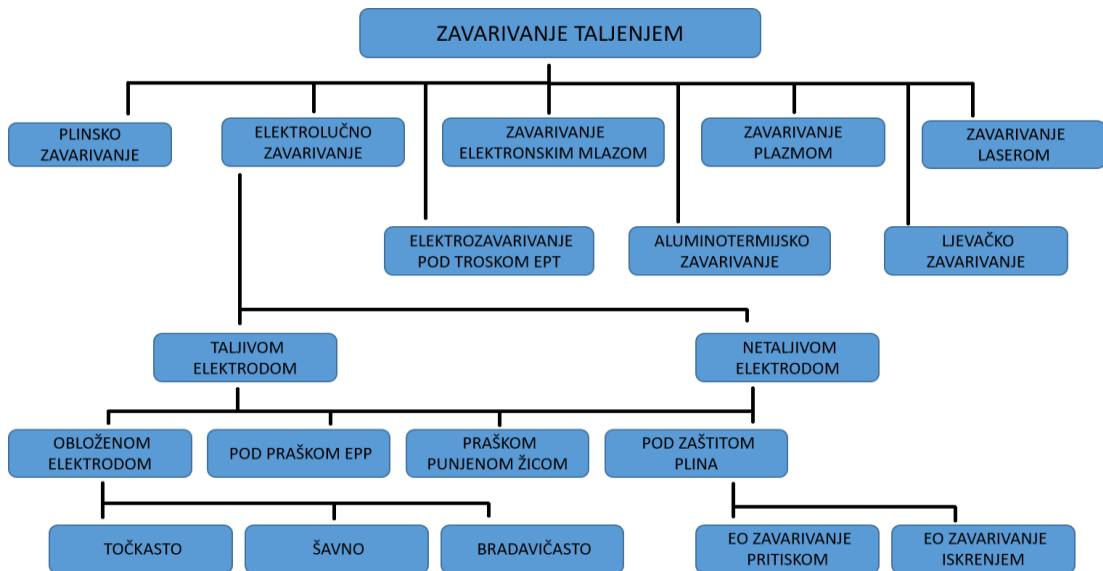 ZAVARIVANJE TALJENJEM
PLINSKO
ZAVARIVANJE
ELEKTROLUČNO
ZAVARIVANJE
ZAVARIVANJE
ELEKTRONSKIM MLAZOM
ZAVARIVANJE
PLAZMOM
ZAVARIVANJE
LASEROM
ELEKTROZAVARIVANJE
POD TROSKOM EPT
ALUMINOTERMIJSKO
ZAVARIVANJE
LJEVAČKO
ZAVARIVANJE
TALJIVOM
ELEKTRODOM
NETALJIVOM
ELEKTRODOM
OBLOŽENOM
ELEKTRODOM
POD PRAŠKOM EPP
PRAŠKOM
PUNJENOM ŽICOM
POD ZAŠTITOM
PLINA
TOČKASTO
ŠAVNO
BRADAVIČASTO
EO ZAVARIVANJE
PRITISKOM
EO ZAVARIVANJE
ISKRENJEM